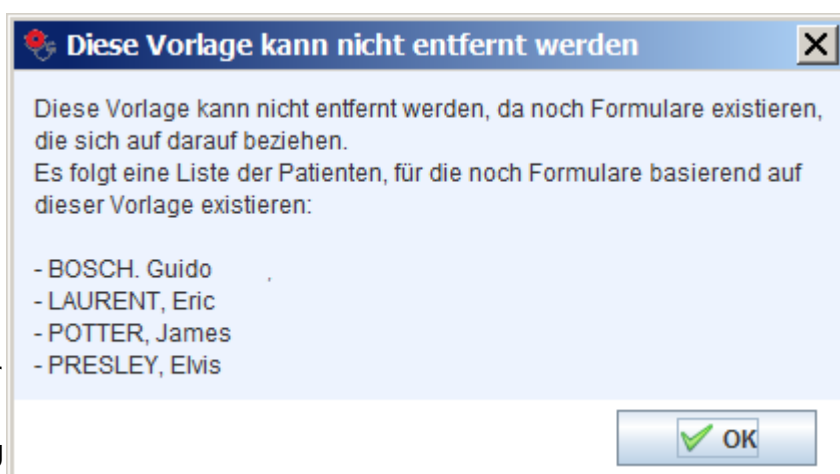 Diese Vorlage kann nicht entfernt werden
Diese Vorlage kann nicht entfernt werden, da noch Formulare existieren,
die sich auf darauf beziehen.
Es folgt eine Liste der Patienten, für die noch Formulare basierend auf
dieser Vorlage existieren:
- BOSCH. Guido
- LAURENT, Eric
- POTTER, James
- PRESLEY, Elvis
OK